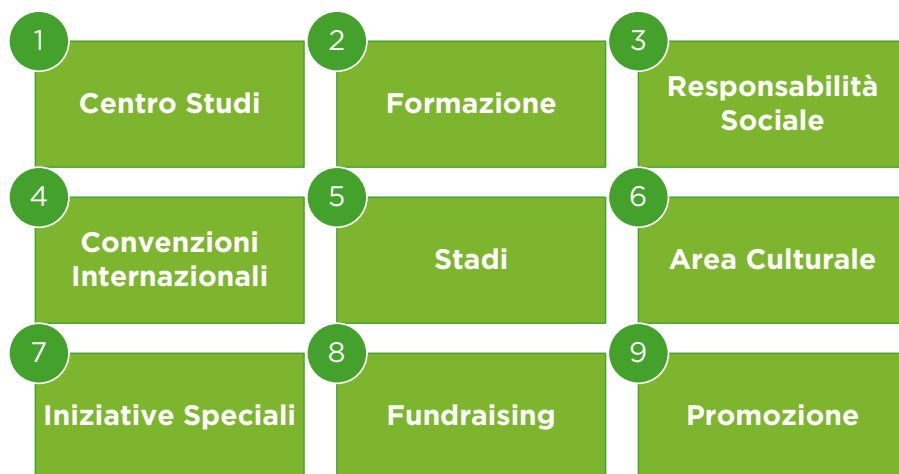 1
Centro Studi
2
Formazione
3
Responsabilità
Sociale
4
Convenzioni
Internazionali
5
Stadi
6
Area Culturale
7
Iniziative Speciali
8
Fundraising
9
Promozione